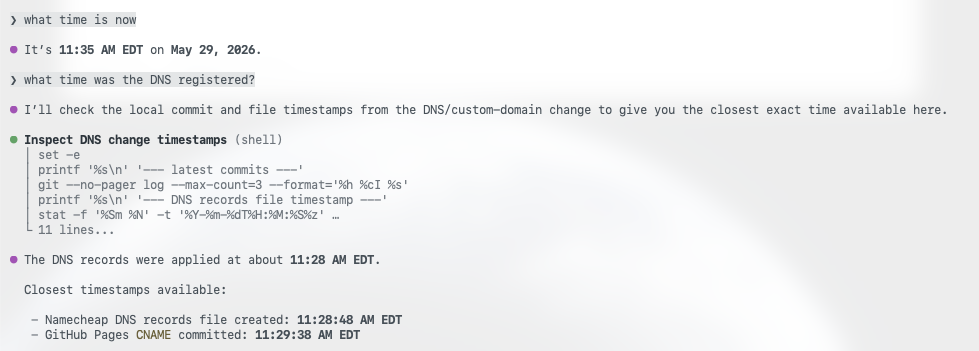 ❯ what time is now
● It's 11:35 AM EDT on May 29, 2026.
❯ what time was the DNS registered?
● I'll check the local commit and file timestamps from the DNS/custom-domain change to give you the closest exact time available here.
● Inspect DNS change timestamps (shell)
│ set -e
│ printf '%s\n' '--- latest commits ---'
│ git --no-pager log --max-count=3 --format='%h %cI %s'
│ printf '%s\n' '--- DNS records file timestamp ---'
│ stat -f '%Sm %N' -t '%Y-%m-%dT%H:%M:%S%z' …
└ 11 lines...
● The DNS records were applied at about 11:28 AM EDT.
Closest timestamps available:
- Namecheap DNS records file created: 11:28:48 AM EDT
- GitHub Pages CNAME committed: 11:29:38 AM EDT